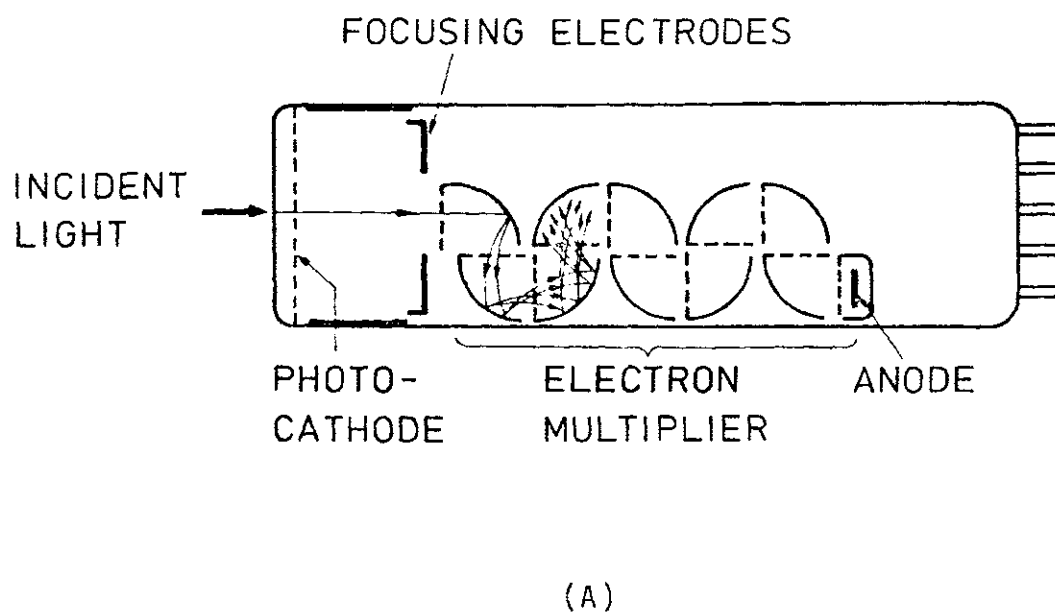 FOCUSING ELECTRODES
INCIDENT
LIGHT
PHOTO-
CATHODE
ELECTRON
MULTIPLIER
ANODE
(A)